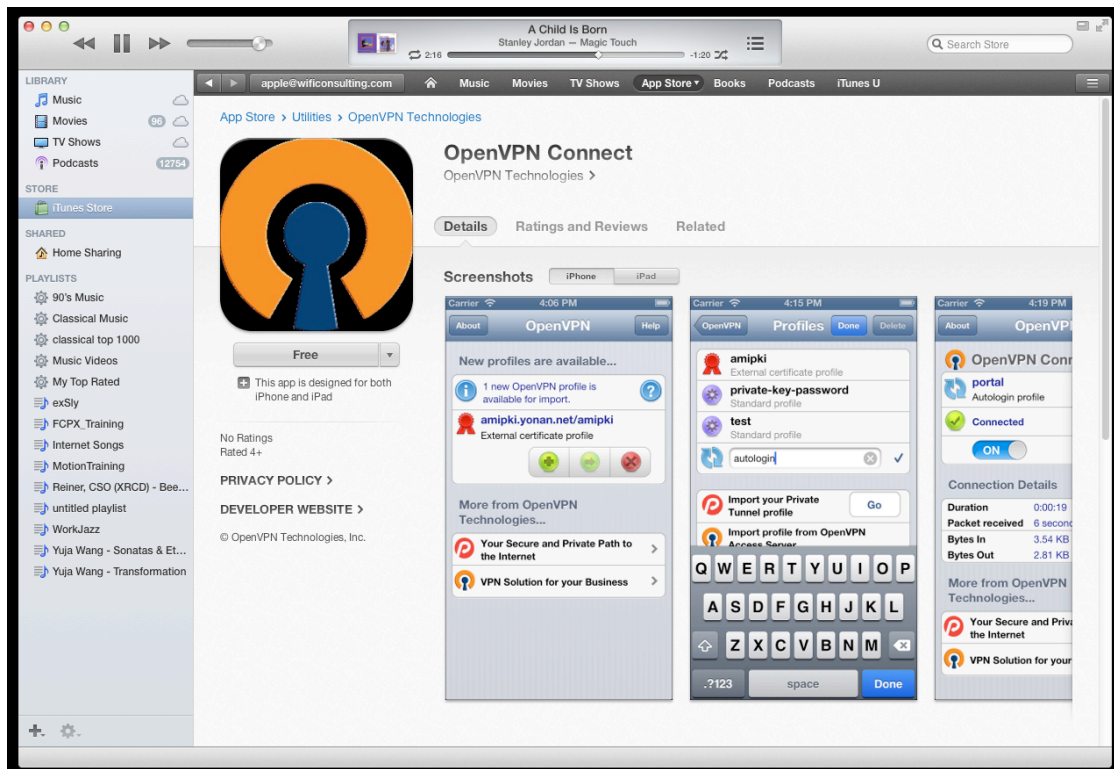 A Child Is Born
Stanley Jordan — Magic Touch
2:16
-1:20
Search Store
LIBRARY
Music
Movies 96
TV Shows
Podcasts 12754
STORE
iTunes Store
SHARED
Home Sharing
PLAYLISTS
90's Music
Classical Music
classical top 1000
Music Videos
My Top Rated
exSly
FCPX_Training
Internet Songs
MotionTraining
Reiner, CSO (XRCD) - Bee...
untitled playlist
WorkJazz
Yuja Wang - Sonatas & Et...
Yuja Wang - Transformation
apple@wificonsulting.com Music Movies TV Shows App Store Books Podcasts iTunes U
App Store > Utilities > OpenVPN Technologies
Free
This app is designed for both
iPhone and iPad
No Ratings
Rated 4+
PRIVACY POLICY >
DEVELOPER WEBSITE >
© OpenVPN Technologies, Inc.
OpenVPN Connect
OpenVPN Technologies >
Details Ratings and Reviews Related
Screenshots iPhone iPad
Carrier 4:06 PM
About OpenVPN Help
New profiles are available...
1 new OpenVPN profile is
available for import.
?
amipki.yonan.net/amipki
External certificate profile
More from OpenVPN
Technologies...
Your Secure and Private Path to
the Internet
VPN Solution for your Business
Carrier 4:15 PM
OpenVPN Profiles Done Delete
amipki
External certificate profile
private-key-password
Standard profile
test
Standard profile
autologin
Import your Private
Tunnel profile
Go
Import profile from OpenVPN
Access Server
Q W E R T Y U I O P
A S D F G H J K L
Z X C V B N M
.?123 space Done
Carrier 4:19 PM
About OpenVP
OpenVPN Conn
portal
Autologin profile
Connected
ON
Connection Details
Duration 0:00:19
Packet received 6 second
Bytes In 3.54 KB
Bytes Out 2.81 KB
More from OpenVPN
Technologies...
Your Secure and Priva
the Internet
VPN Solution for your